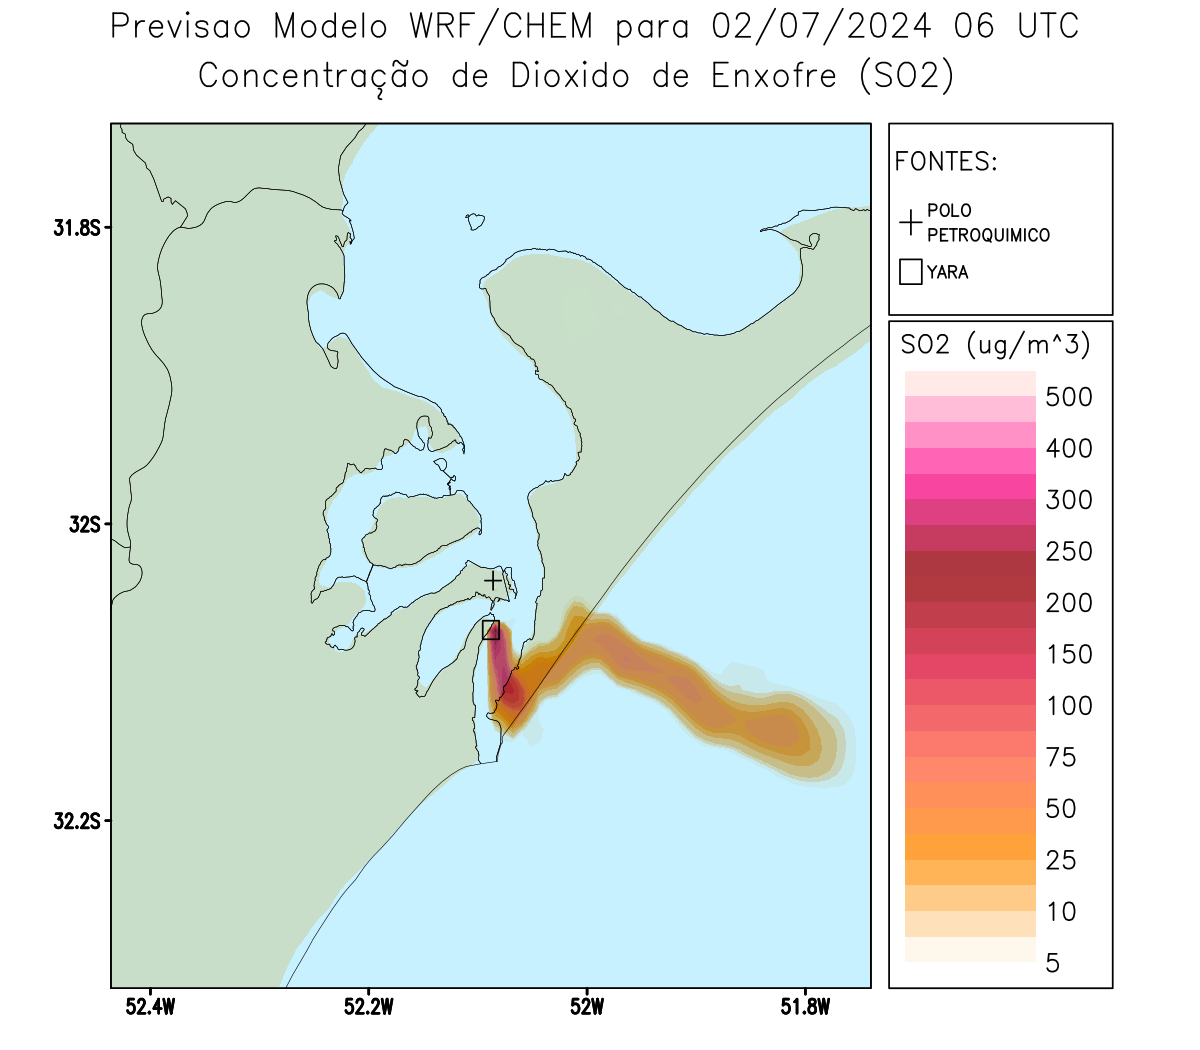 Previsao Modelo WRF/CHEM para 02/07/2024 06 UTC
Concentração de Dioxido de Enxofre (SO2)
FONTES:
POLO
PETROQUIMICO
YARA
SO2 (ug/m^3)
500
400
300
250
200
150
100
75
50
25
10
5
31.8S
32S
32.2S
52.4W
52.2W
52W
51.8W